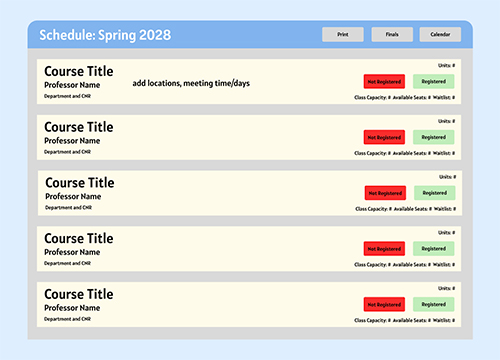 Schedule: Spring 2028
Print Finals Calendar
Units: #
Course Title
Professor Name
add locations, meeting time/days
Not Registered Registered
Department and CNR
Class Capacity: # Available Seats: # Waitlist: #
Units: #
Course Title
Professor Name
Not Registered Registered
Department and CNR
Class Capacity: # Available Seats: # Waitlist: #
Units: #
Course Title
Professor Name
Not Registered Registered
Department and CNR
Class Capacity: # Available Seats: # Waitlist: #
Units: #
Course Title
Professor Name
Not Registered Registered
Department and CNR
Class Capacity: # Available Seats: # Waitlist: #
Units: #
Course Title
Professor Name
Not Registered Registered
Department and CNR
Class Capacity: # Available Seats: # Waitlist: #